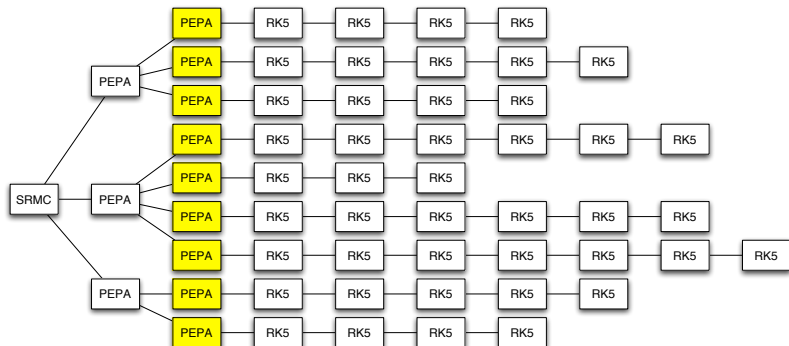 PEPA RK5 RK5 RK5 RK5
PEPA RK5 RK5 RK5 RK5 RK5
PEPA
PEPA RK5 RK5 RK5 RK5
PEPA RK5 RK5 RK5 RK5 RK5 RK5
PEPA RK5 RK5 RK5
SRMC PEPA
PEPA RK5 RK5 RK5 RK5 RK5 RK5
PEPA RK5 RK5 RK5 RK5 RK5 RK5 RK5
PEPA PEPA RK5 RK5 RK5 RK5 RK5
PEPA RK5 RK5 RK5 RK5